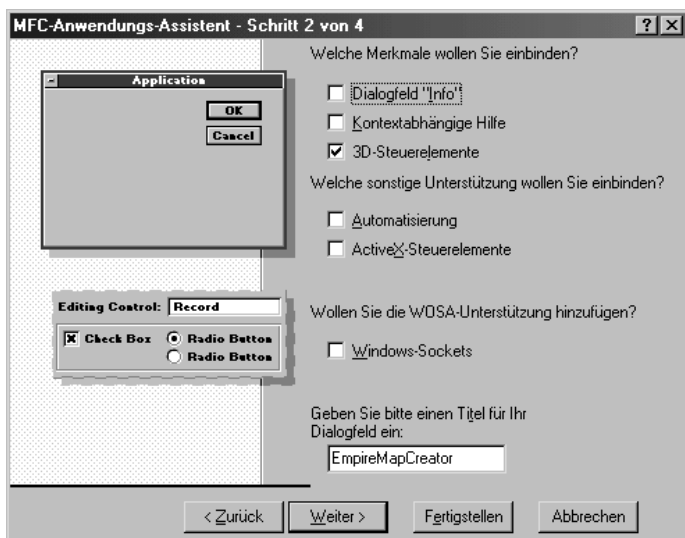 MFC-Anwendungs-Assistent - Schritt 2 von 4
Application
OK
Cancel
Editing Control: Record
Check Box
Radio Button
Radio Button
Welche Merkmale wollen Sie einbinden?
Dialogfeld "Info"
Kontextabhängige Hilfe
3D-Steuerelemente
Welche sonstige Unterstützung wollen Sie einbinden?
Automatisierung
ActiveX-Steuerelemente
Wollen Sie die WOSA-Unterstützung hinzufügen?
Windows-Sockets
Geben Sie bitte einen Titel für Ihr
Dialogfeld ein:
EmpireMapCreator
< Zurück
Weiter >
Fertigstellen
Abbrechen